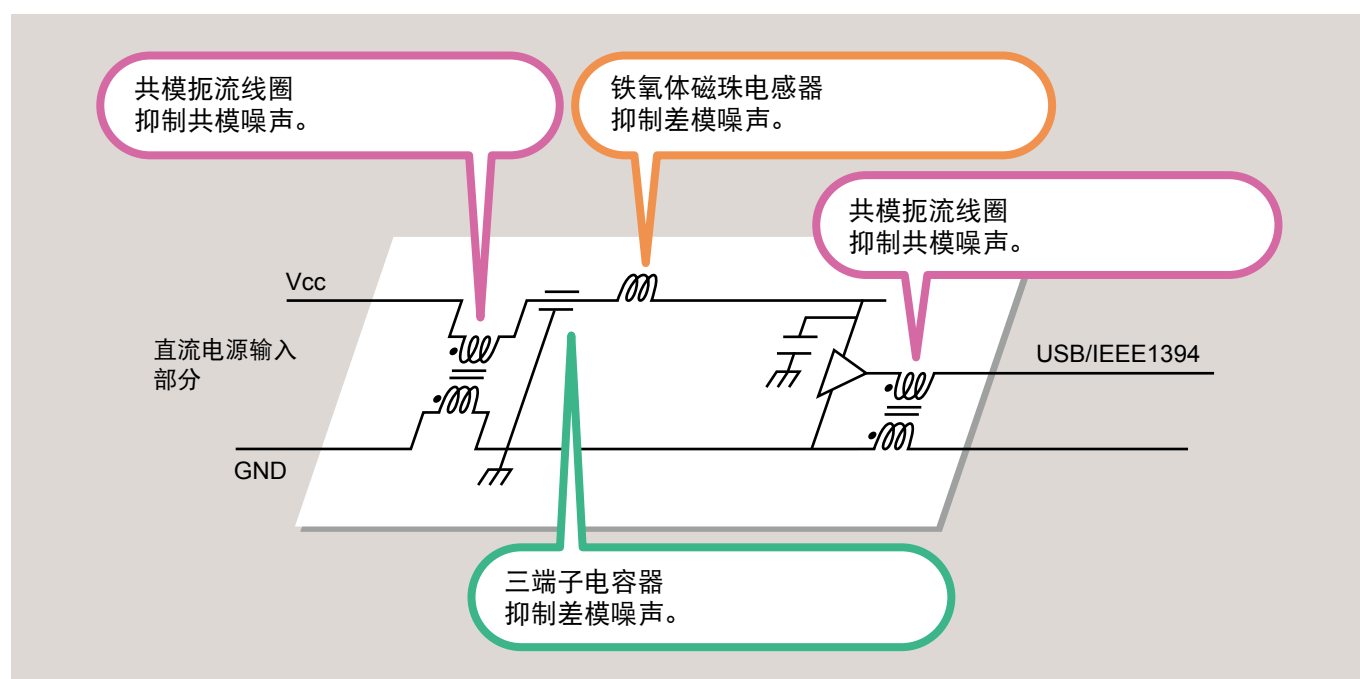 共模扼流线圈
抑制共模噪声。
铁氧体磁珠电感器
抑制差模噪声。
共模扼流线圈
抑制共模噪声。
Vcc
直流电源输入
部分
USB/IEEE1394
GND
三端子电容器
抑制差模噪声。